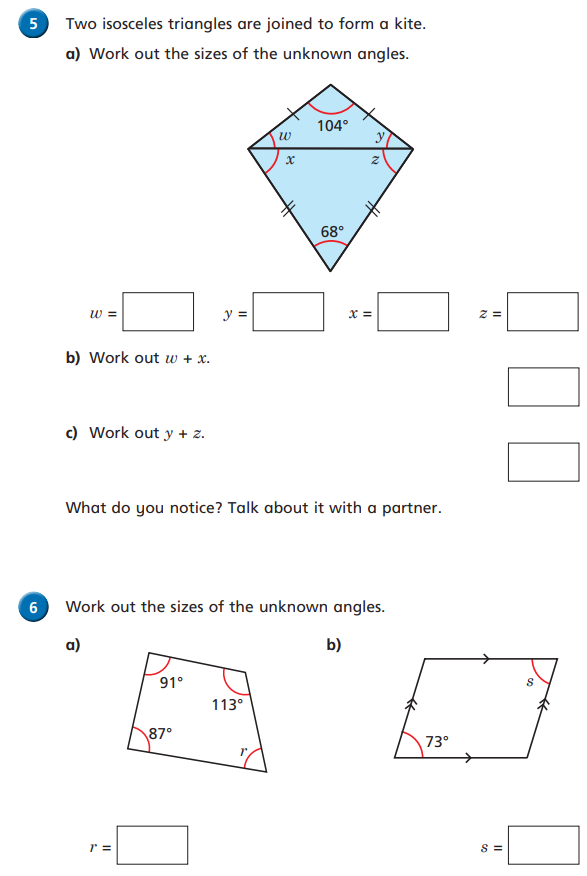 5 Two isosceles triangles are joined to form a kite.
a) Work out the sizes of the unknown angles.
104°
w y
x z
68°
w = y = x = z =
b) Work out w + x.
c) Work out y + z.
What do you notice? Talk about it with a partner.
6 Work out the sizes of the unknown angles.
a) b)
91° s
113°
87° 73°
r
r = s =